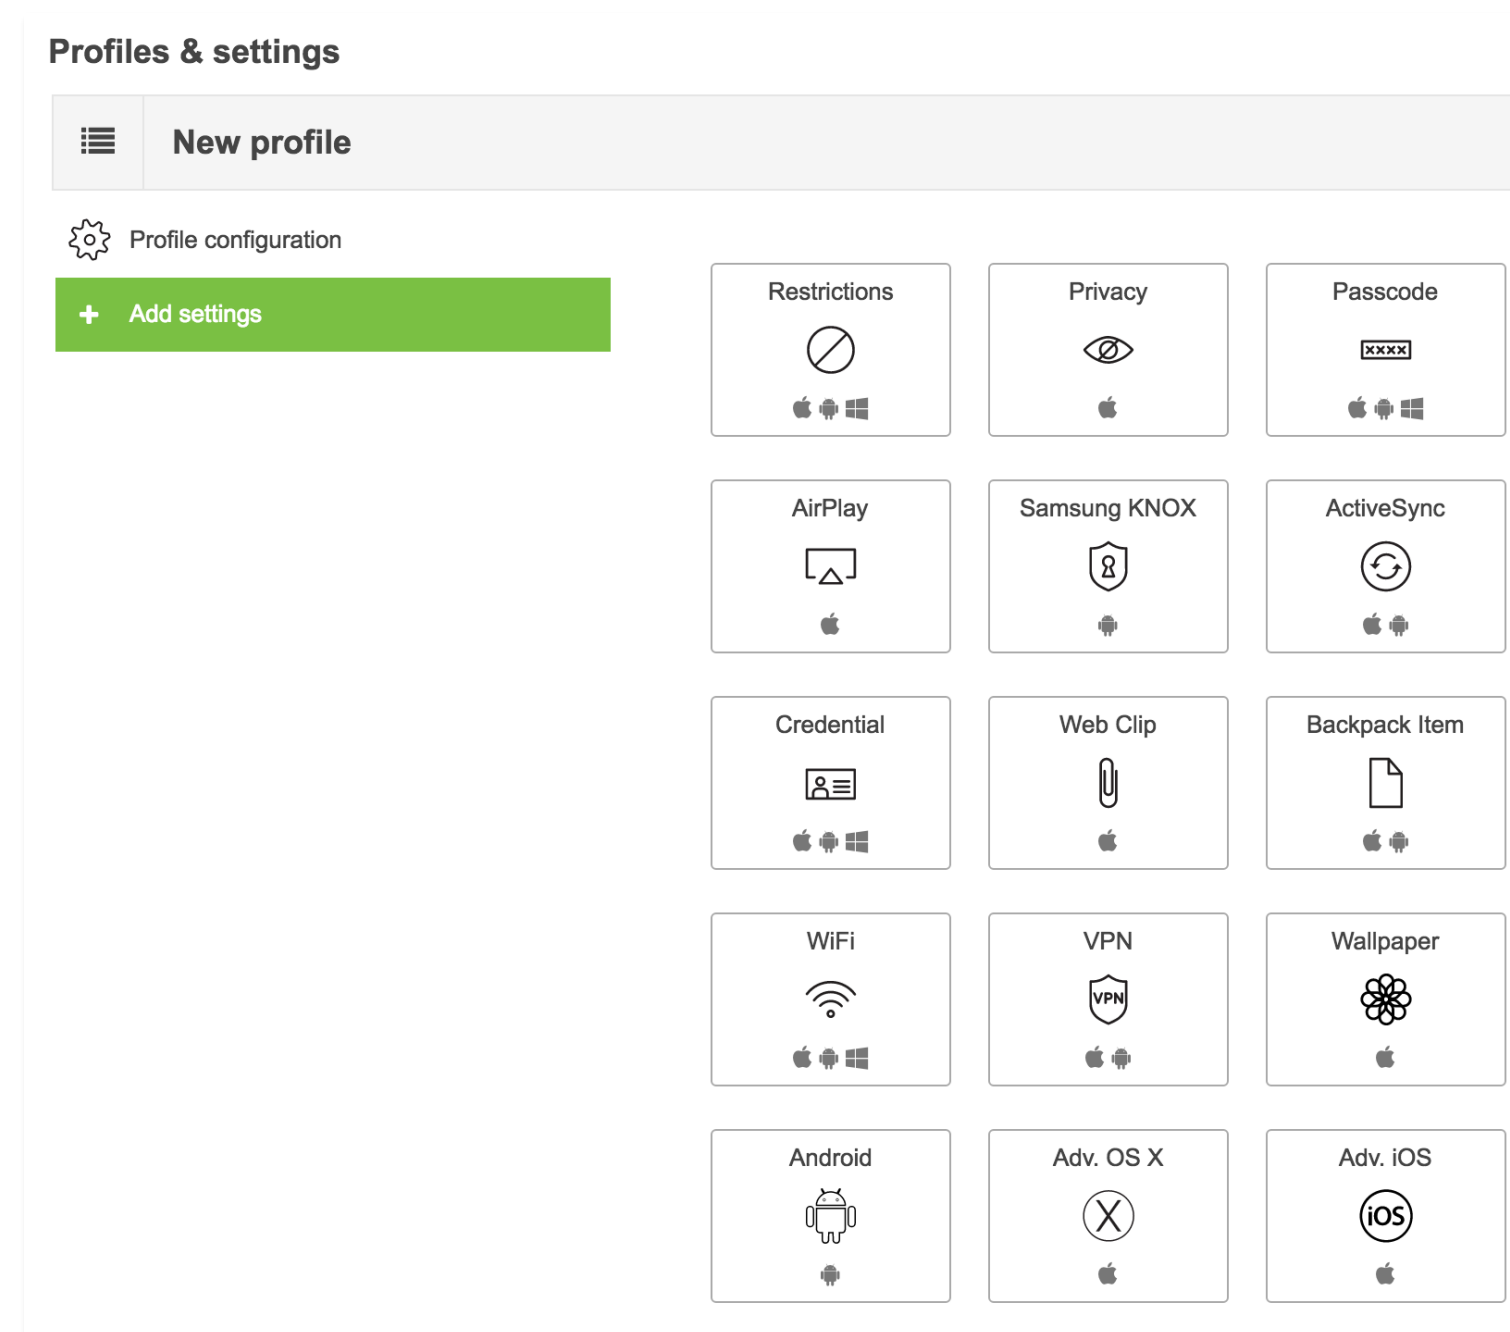 Profiles & settings
New profile
Profile configuration
Add settings
Restrictions
Privacy
Passcode
xxxx
AirPlay
Samsung KNOX
ActiveSync
Credential
Web Clip
Backpack Item
WiFi
VPN
Wallpaper
VPN
Android
Adv. OS X
Adv. iOS
X
iOS